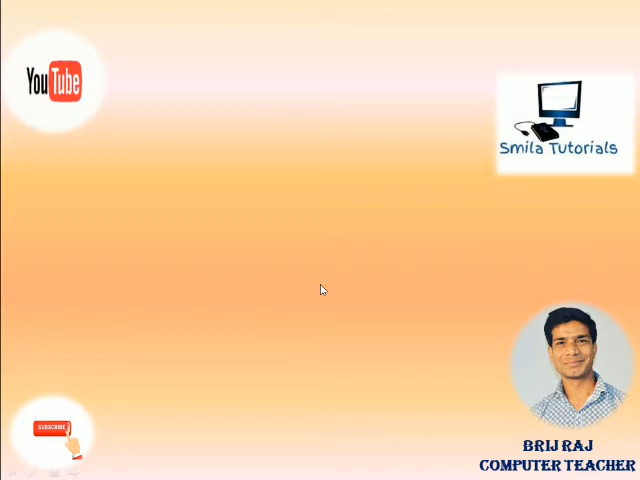 YouTube
Smila Tutorials
SUBSCRIBE
BRIJ RAJ
COMPUTER TEACHER